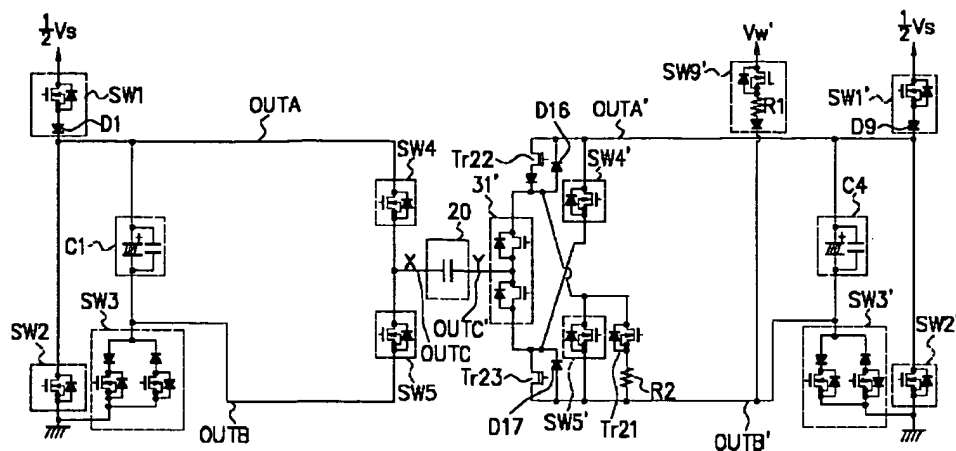 ½Vs
Vw'
½Vs
SW1
SW9'
R1
SW1'
D1
OUTA
D16
OUTA'
D9
Tr22
SW4
SW4'
31'
C1
20
C4
X
Y
SW3
OUTC'
SW3'
SW2
OUTC
SW2'
SW5
Tr23
R2
D17
SW5'
Tr21
OUTB
OUTB'